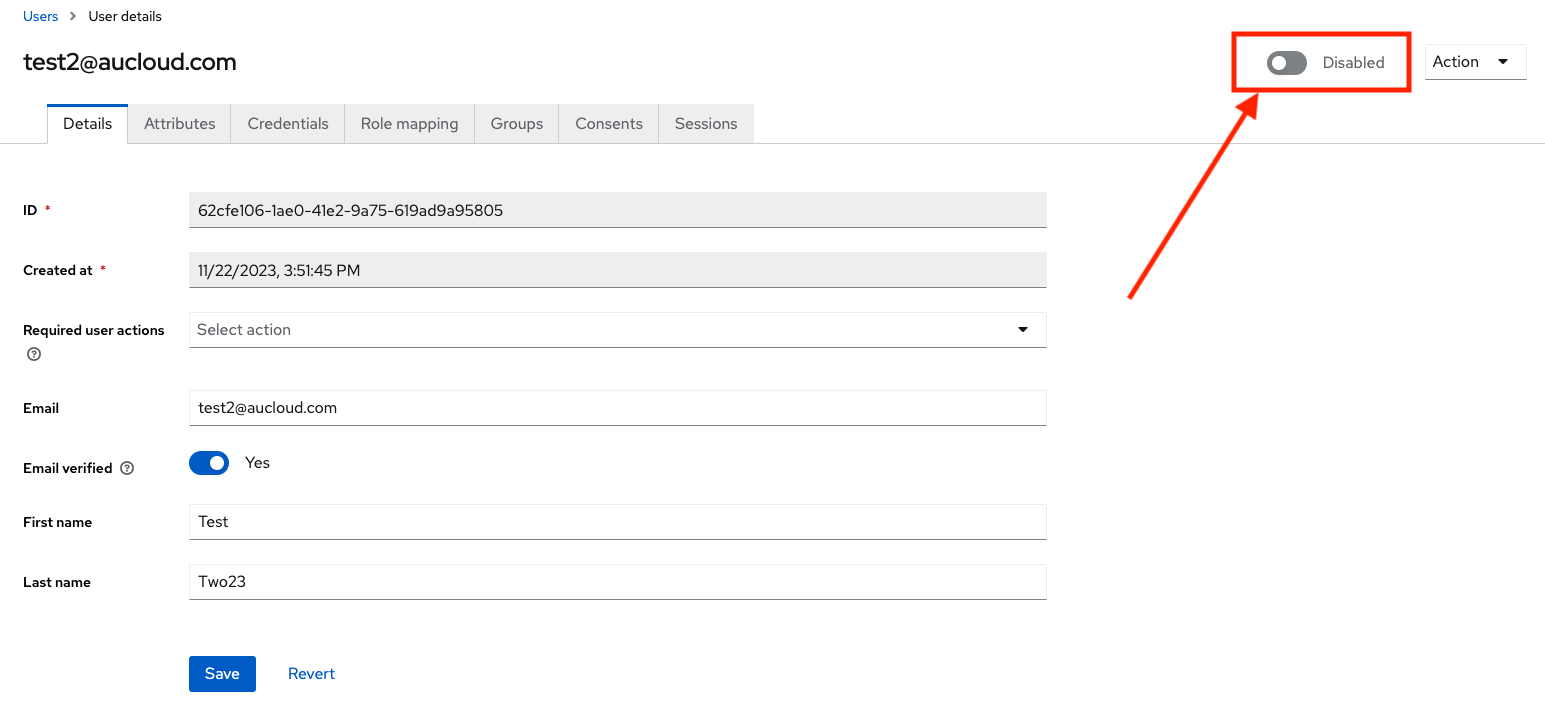 Users > User details
test2@aucloud.com
Disabled
Action
Details Attributes Credentials Role mapping Groups Consents Sessions
ID *
62cfe106-1ae0-41e2-9a75-619ad9a95805
Created at *
11/22/2023, 3:51:45 PM
Required user actions
Select action
Email
test2@aucloud.com
Email verified
Yes
First name
Test
Last name
Two23
Save Revert